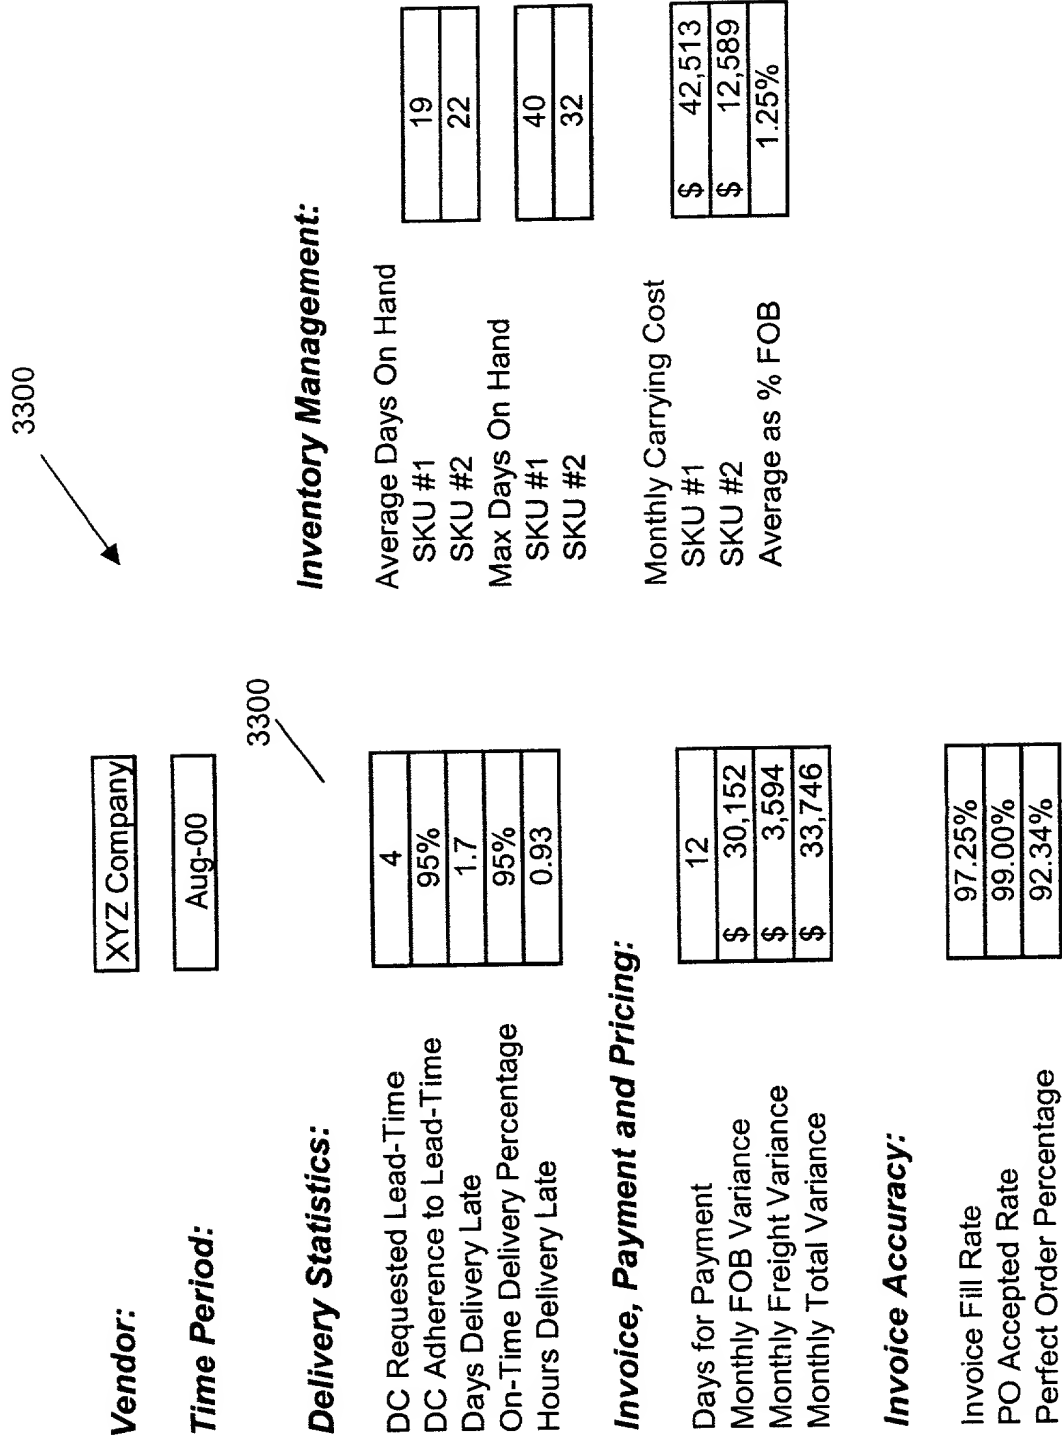 3300
Vendor: XYZ Company
Time Period: Aug-00
3300
Delivery Statistics:
DC Requested Lead-Time 4
DC Adherence to Lead-Time 95%
Days Delivery Late 1.7
On-Time Delivery Percentage 95%
Hours Delivery Late 0.93
Invoice, Payment and Pricing:
Days for Payment 12
Monthly FOB Variance $ 30,152
Monthly Freight Variance $ 3,594
Monthly Total Variance $ 33,746
Invoice Accuracy:
Invoice Fill Rate 97.25%
PO Accepted Rate 99.00%
Perfect Order Percentage 92.34%
Inventory Management:
Average Days On Hand
SKU #1 19
SKU #2 22
Max Days On Hand
SKU #1 40
SKU #2 32
Monthly Carrying Cost
SKU #1 $ 42,513
SKU #2 $ 12,589
Average as % FOB 1.25%